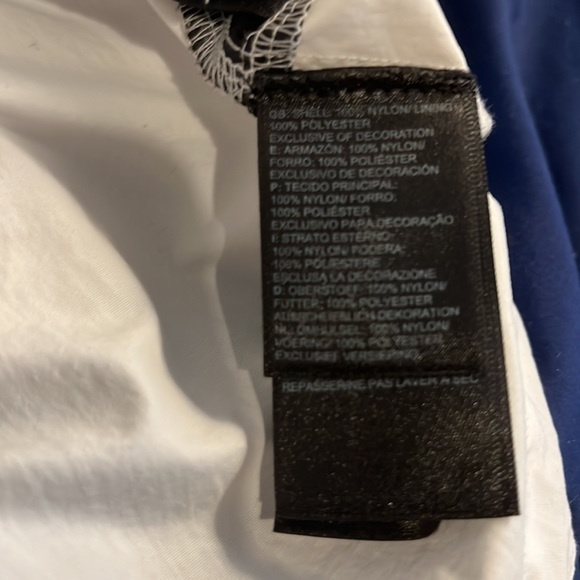 GB: SHELL: 100% NYLON/ LINING
100% POLYESTER
EXCLUSIVE OF DECORATION
E: ARMAZÓN: 100% NYLON/
FORRO: 100% POLIÉSTER
EXCLUSIVO DE DECORACIÓN
P: TECIDO PRINCIPAL:
100% NYLON/ FORRO:
100% POLIÉSTER
EXCLUSIVO PARA DECORAÇÃO
I: STRATO ESTERNO:
100% NYLON/ FODERA:
100% POLIESTERE
ESCLUSA LA DECORAZIONE
D: OBERSTOFF: 100% NYLON/
FUTTER: 100% POLYESTER
AUSSCHLIEßLICH DEKORATION
NL: OMHULSEL: 100% NYLON/
VOERING/ 100% POLYESTER
EXCLUSIEF VERSIERING
REPASSER/NE PAS LAVER A SEC